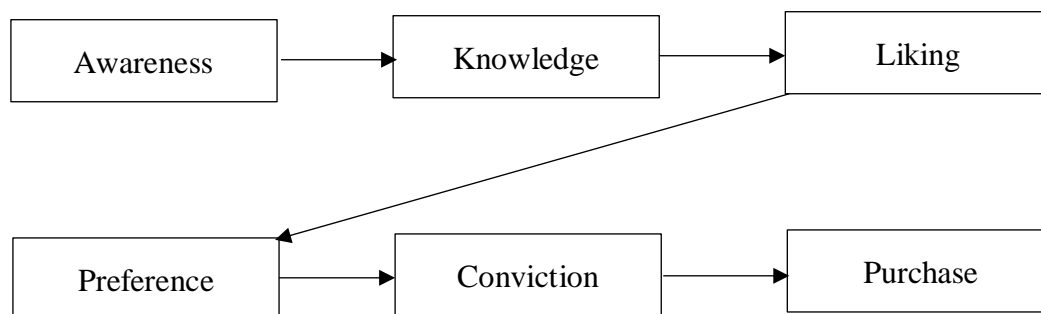 Awareness
Knowledge
Liking
Preference
Conviction
Purchase